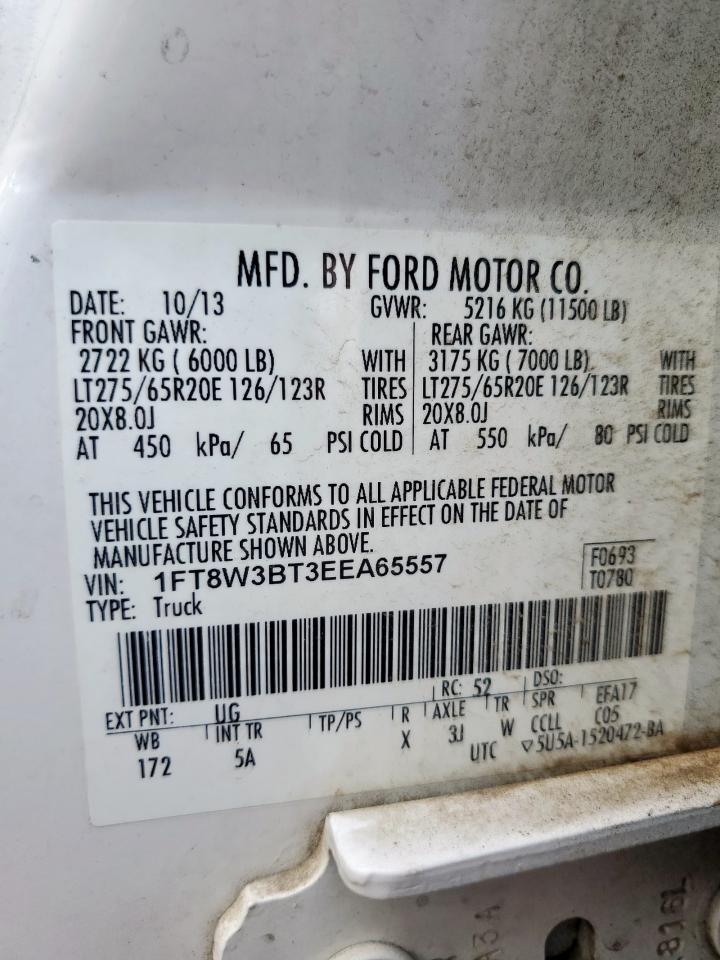 MFD. BY FORD MOTOR CO.
DATE: 10/13 GVWR: 5216 KG (11500 LB)
FRONT GAWR: REAR GAWR:
2722 KG ( 6000 LB) WITH 3175 KG ( 7000 LB) WITH
LT275/65R20E 126/123R TIRES LT275/65R20E 126/123R TIRES
20X8.0J RIMS 20X8.0J RIMS
AT 450 kPa/ 65 PSI COLD AT 550 kPa/ 80 PSI COLD
THIS VEHICLE CONFORMS TO ALL APPLICABLE FEDERAL MOTOR
VEHICLE SAFETY STANDARDS IN EFFECT ON THE DATE OF
MANUFACTURE SHOWN ABOVE.
VIN: 1FT8W3BT3EEA65557 F0693
TYPE: Truck T0780
EXT PNT: UG RC: 52 DSO:
WB INT TR TP/PS R AXLE TR SPR EFA17
172 5A X 3J W CCLL C05
UTC ▽5U5A-1520472-BA